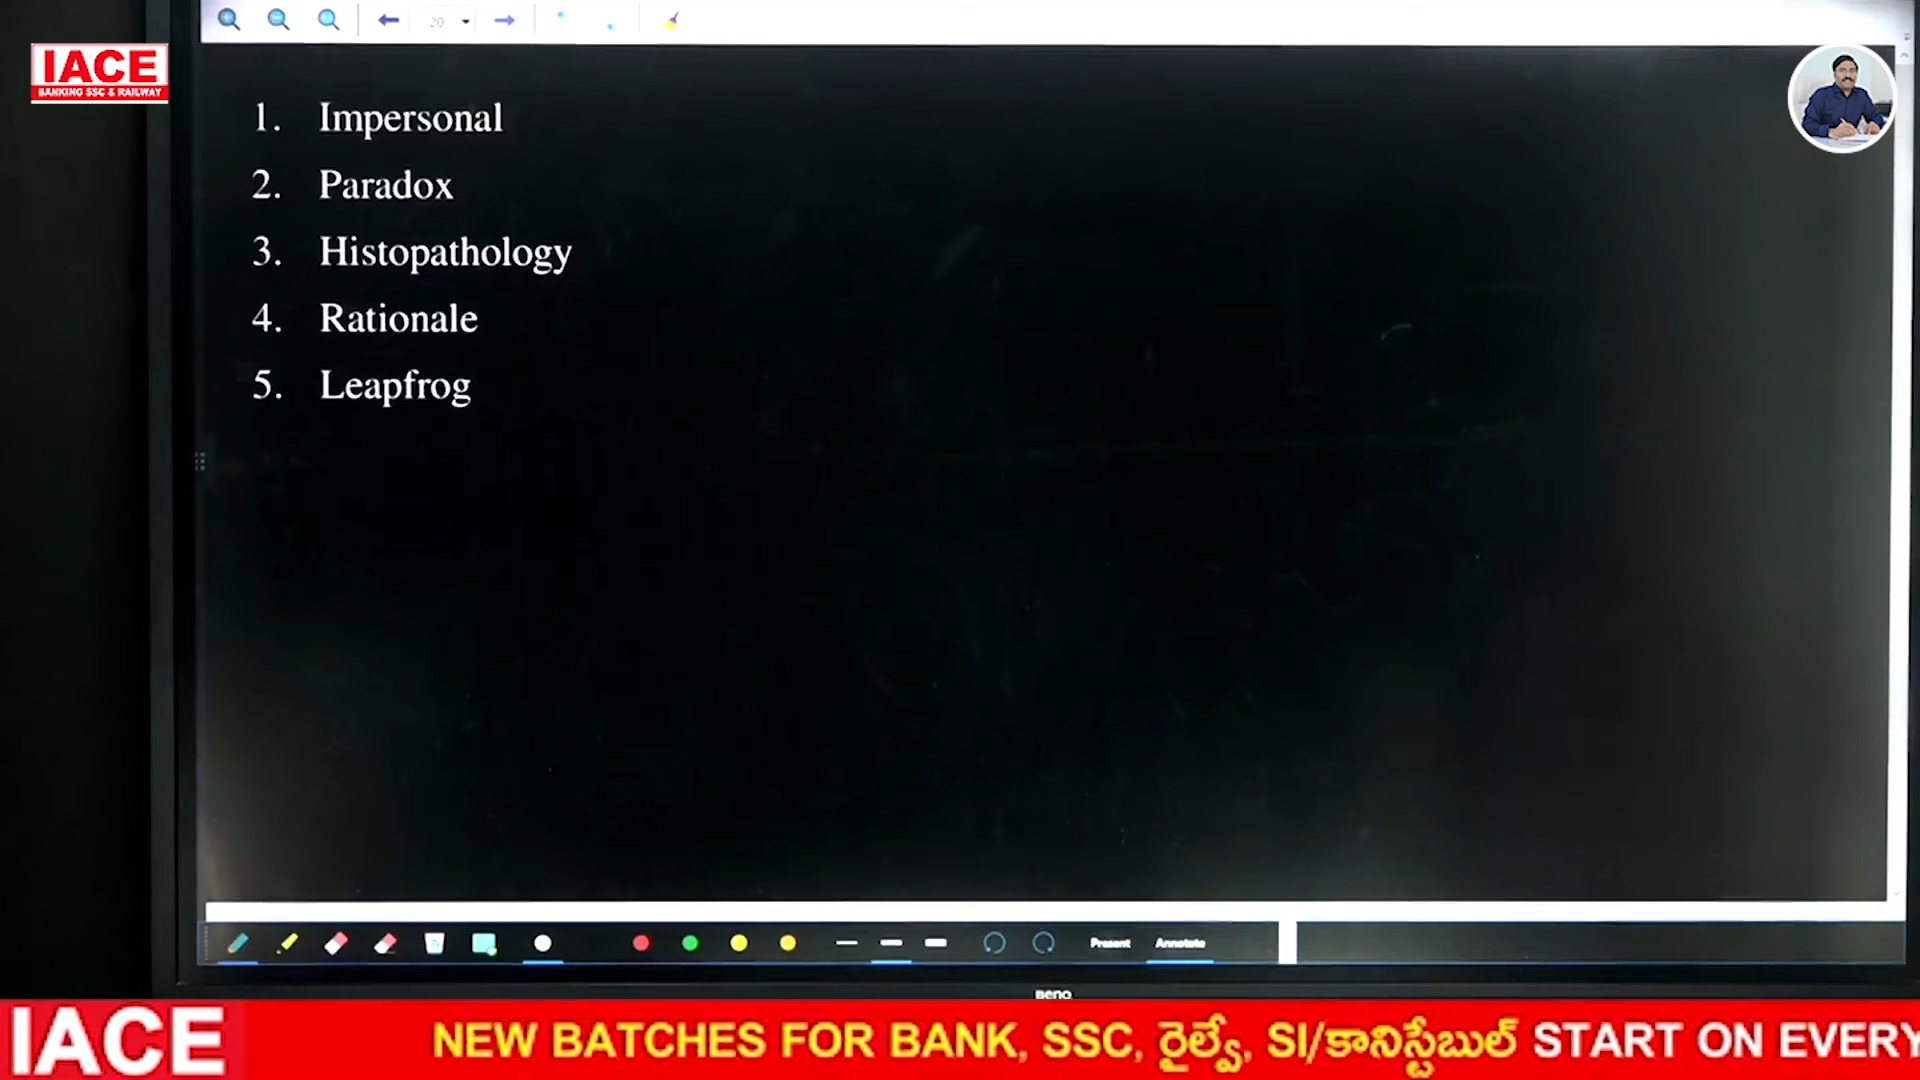 20
IACE
BANKING SSC & RAILWAY
1. Impersonal
2. Paradox
3. Histopathology
4. Rationale
5. Leapfrog
Present Annotate
BenQ
IACE NEW BATCHES FOR BANK, SSC, రైల్వే, SI/కానిస్టేబుల్ START ON EVERY